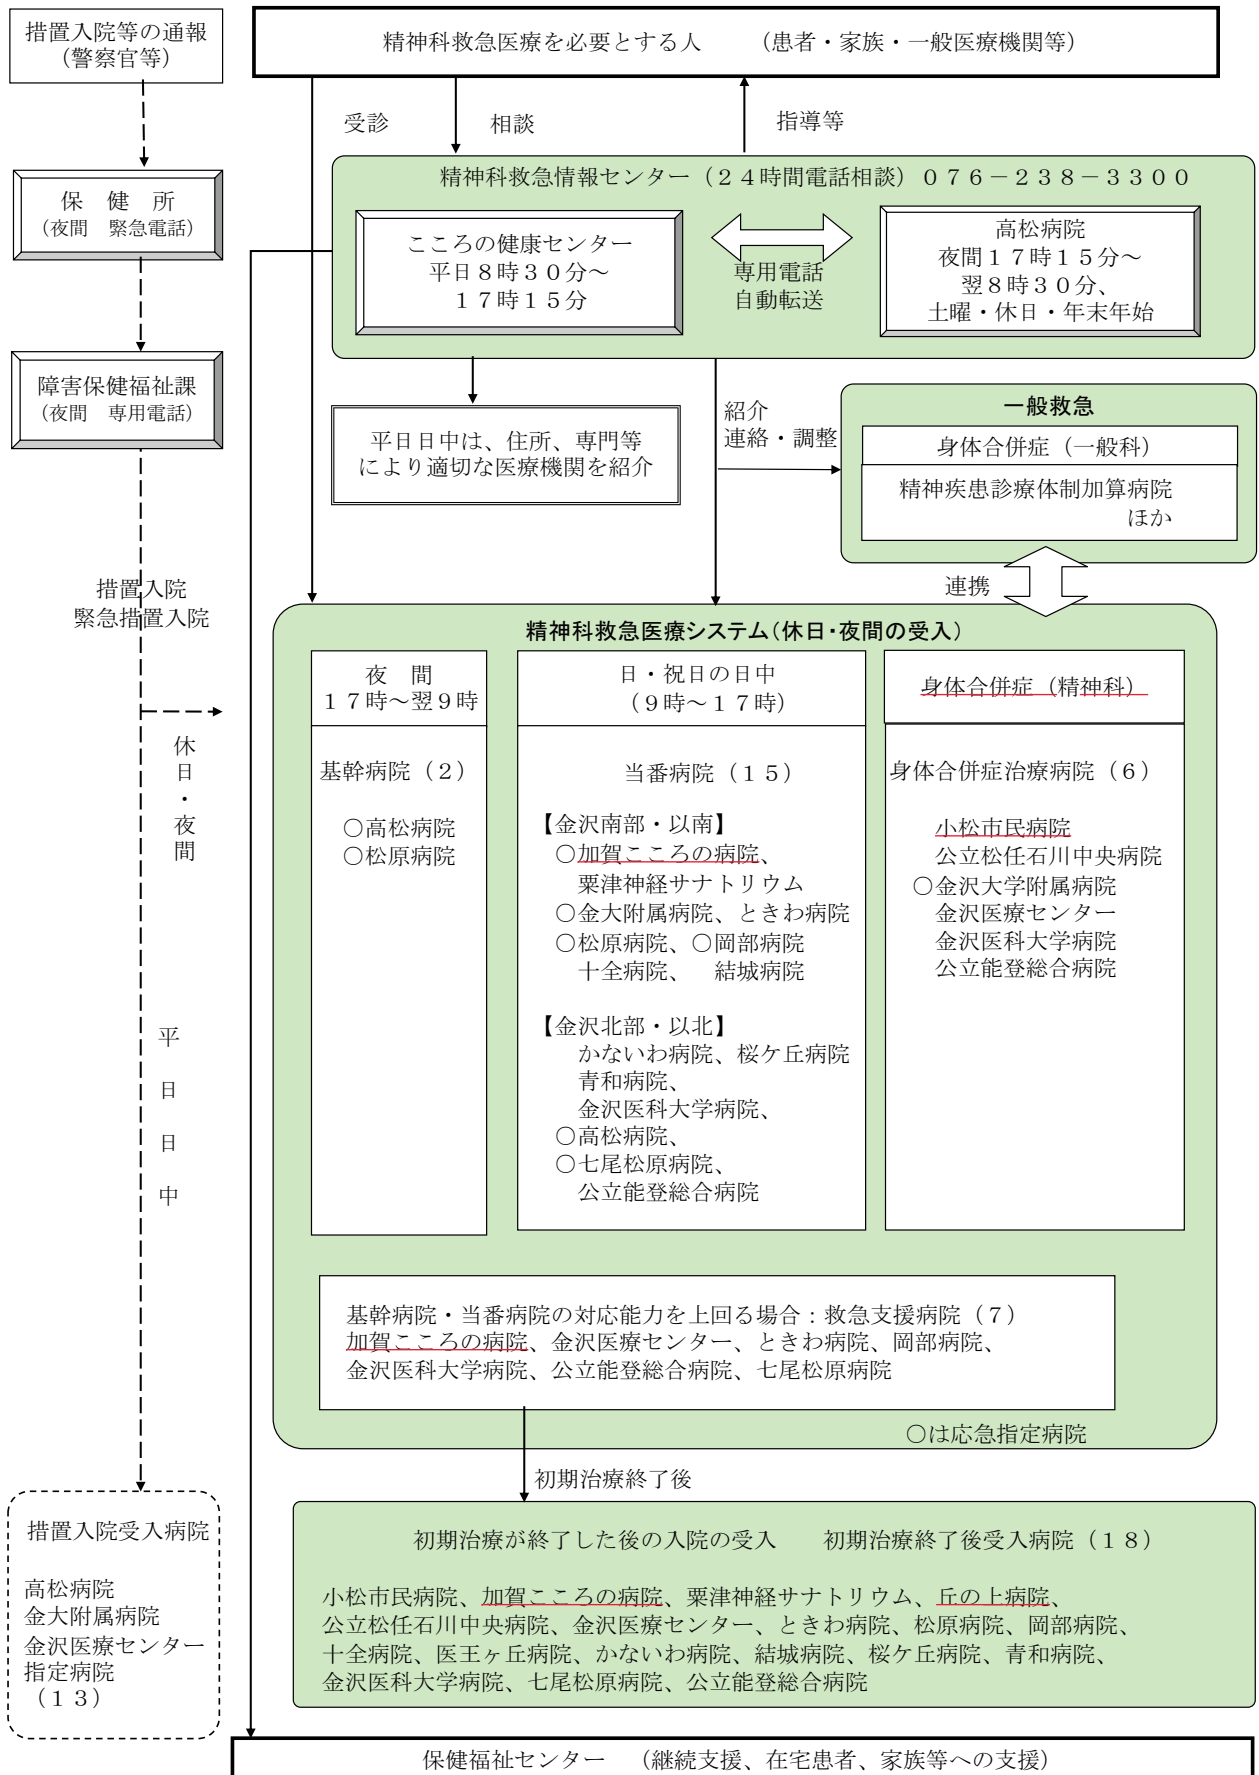 措置入院等の通報
（警察官等）
精神科救急医療を必要とする人　　（患者・家族・一般医療機関等）
受診
相談
指導等
保　健　所
（夜間　緊急電話）
障害保健福祉課
（夜間　専用電話）
精神科救急情報センター（２４時間電話相談）０７６－２３８－３３００
こころの健康センター
平日８時３０分～
１７時１５分
専用電話
自動転送
高松病院
夜間１７時１５分～
翌８時３０分、
土曜・休日・年末年始
平日日中は、住所、専門等
により適切な医療機関を紹介
紹介
連絡・調整
一般救急
身体合併症（一般科）
精神疾患診療体制加算病院
ほか
連携
措置入院
緊急措置入院
休日・夜間
平日日中
精神科救急医療システム（休日・夜間の受入）
夜　間
１７時～翌９時
基幹病院（２）
○高松病院
○松原病院
日・祝日の日中
（９時～１７時）
当番病院（１５）
【金沢南部・以南】
○加賀こころの病院、
粟津神経サナトリウム
○金大附属病院、ときわ病院
○松原病院、○岡部病院
十全病院、　結城病院
【金沢北部・以北】
かないわ病院、桜ケ丘病院
青和病院、
金沢医科大学病院、
○高松病院、
○七尾松原病院、
公立能登総合病院
身体合併症（精神科）
身体合併症治療病院（６）
小松市民病院
公立松任石川中央病院
○金沢大学附属病院
金沢医療センター
金沢医科大学病院
公立能登総合病院
基幹病院・当番病院の対応能力を上回る場合：救急支援病院（７）
加賀こころの病院、金沢医療センター、ときわ病院、岡部病院、
金沢医科大学病院、公立能登総合病院、七尾松原病院
○は応急指定病院
初期治療終了後
措置入院受入病院
高松病院
金大附属病院
金沢医療センター
指定病院
（１３）
初期治療が終了した後の入院の受入　　初期治療終了後受入病院（１８）
小松市民病院、加賀こころの病院、粟津神経サナトリウム、丘の上病院、
公立松任石川中央病院、金沢医療センター、ときわ病院、松原病院、岡部病院、
十全病院、医王ヶ丘病院、かないわ病院、結城病院、桜ケ丘病院、青和病院、
金沢医科大学病院、七尾松原病院、公立能登総合病院
保健福祉センター　（継続支援、在宅患者、家族等への支援）